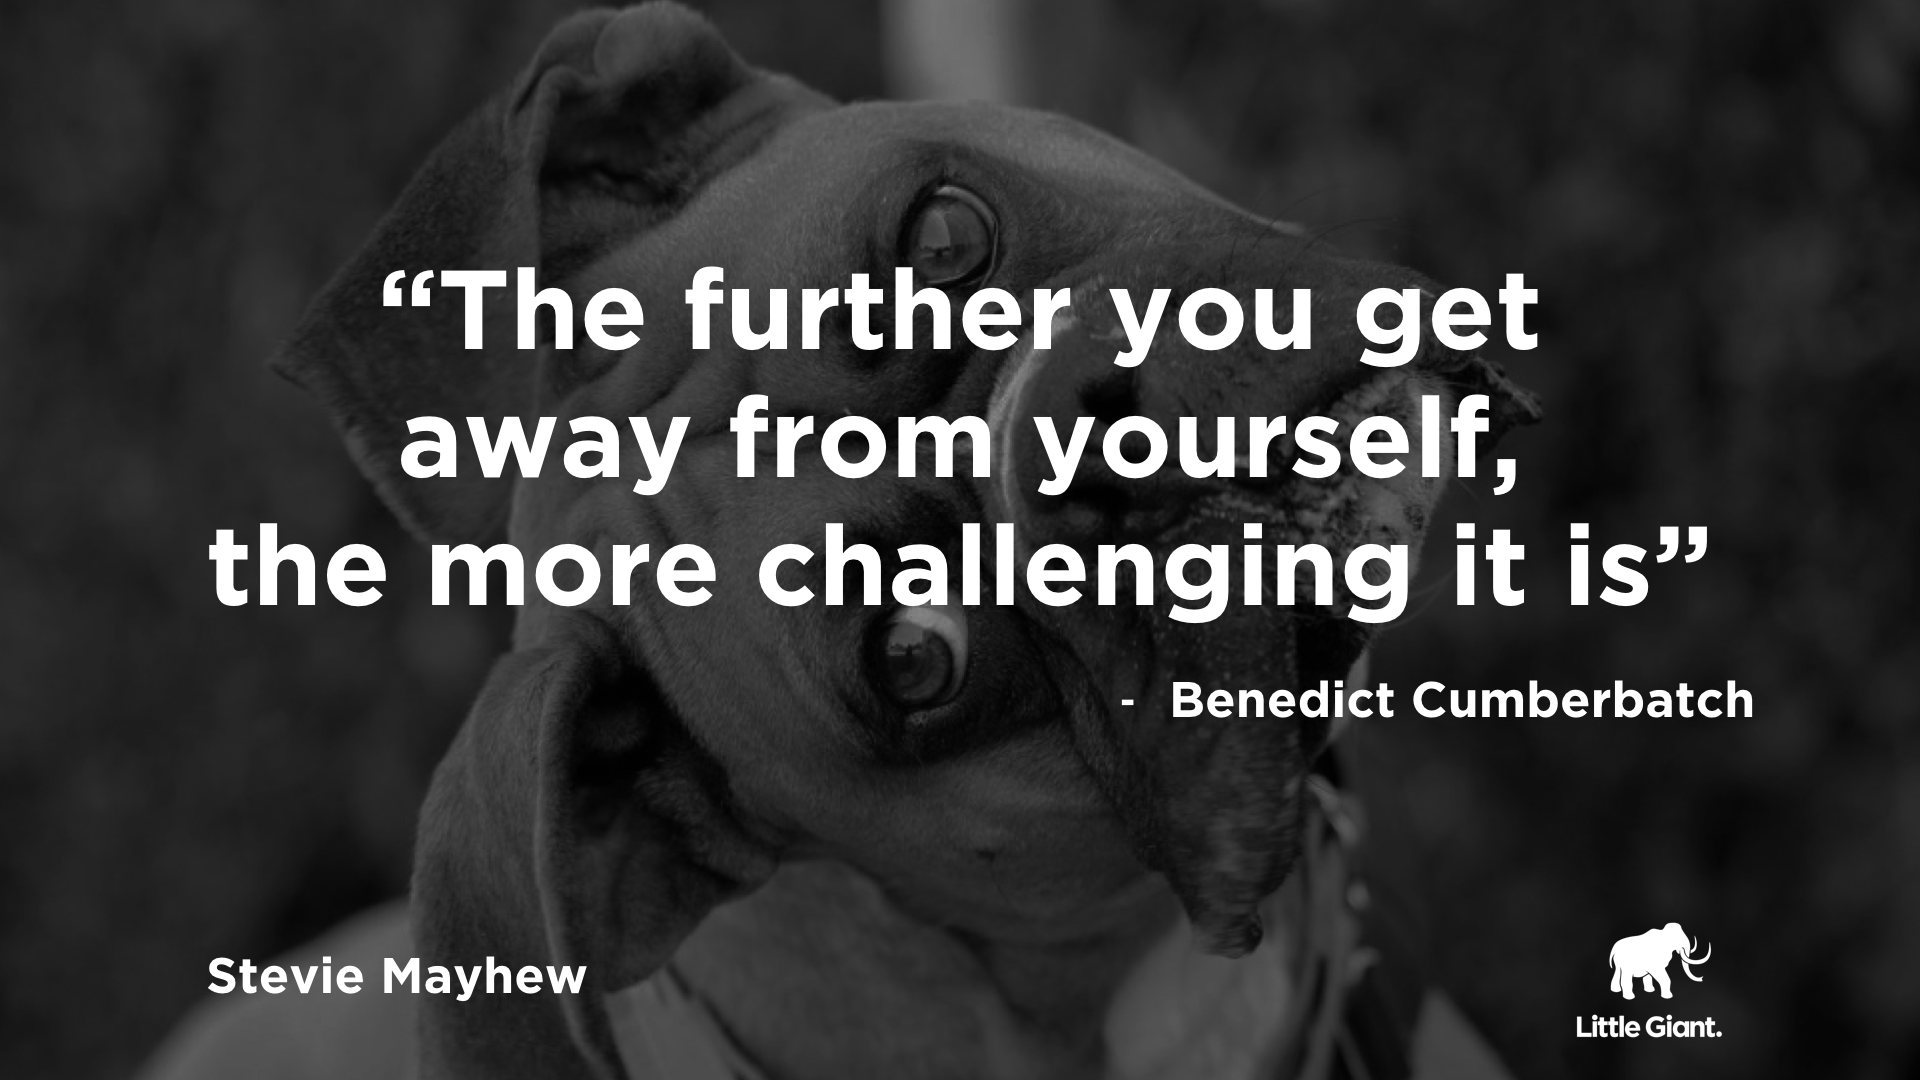 “The further you get
away from yourself,
the more challenging it is”
- Benedict Cumberbatch
Stevie Mayhew
Little Giant.